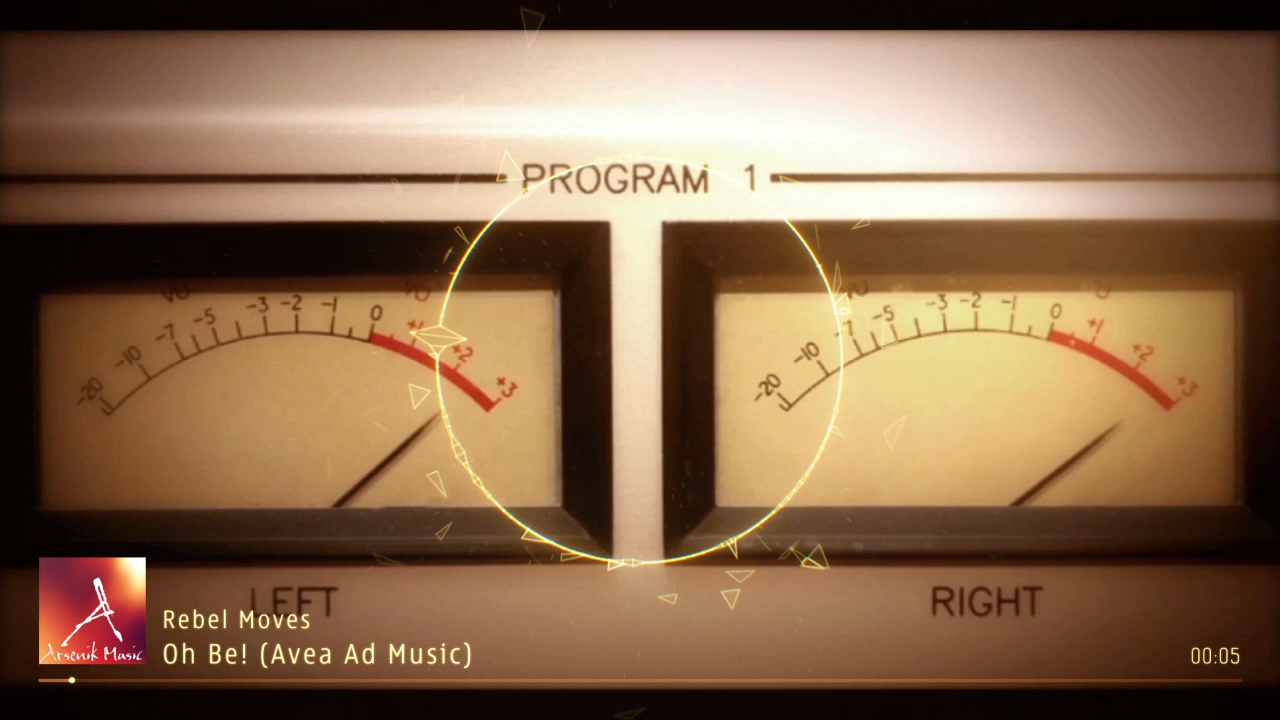 PROGRAM 1
VU
-20 -10 -7 -5 -3 -2 -1 0 +1 +2 +3
VU
-20 -10 -7 -5 -3 -2 -1 0 +1 +2 +3
LEFT
RIGHT
Arsenik Music
Rebel Moves
Oh Be! (Avea Ad Music)
00:05